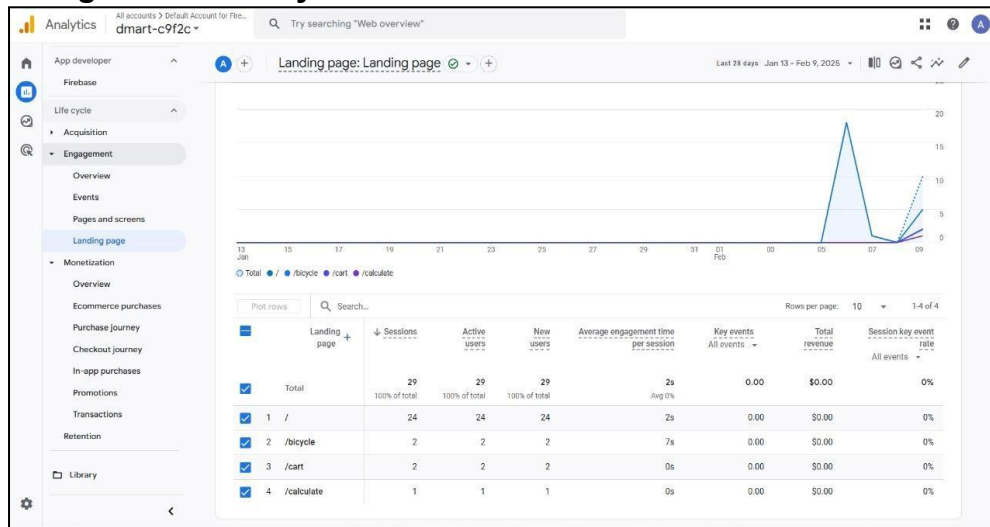 Analytics
All accounts > Default Account for Fire...
dmart-c9f2c
Try searching "Web overview"
A
App developer
Firebase
Life cycle
Acquisition
Engagement
Overview
Events
Pages and screens
Landing page
Monetization
Overview
Ecommerce purchases
Purchase journey
Checkout journey
In-app purchases
Promotions
Transactions
Retention
Library
A
Landing page: Landing page
Last 28 days Jan 13 - Feb 9, 2025
20
15
10
5
0
13 15 17 19 21 23 25 27 29 31 01 03 05 07 09
Jan Feb
Total / /bicycle /cart /calculate
Plot rows Search... Rows per page: 10 1-4 of 4
Landing page + Sessions Active users New users Average engagement time per session Key events Total revenue Session key event rate
All events All events
Total 29 29 29 2s 0.00 $0.00 0%
100% of total 100% of total 100% of total Avg 0%
1 / 24 24 24 2s 0.00 $0.00 0%
2 /bicycle 2 2 2 7s 0.00 $0.00 0%
3 /cart 2 2 2 0s 0.00 $0.00 0%
4 /calculate 1 1 1 0s 0.00 $0.00 0%